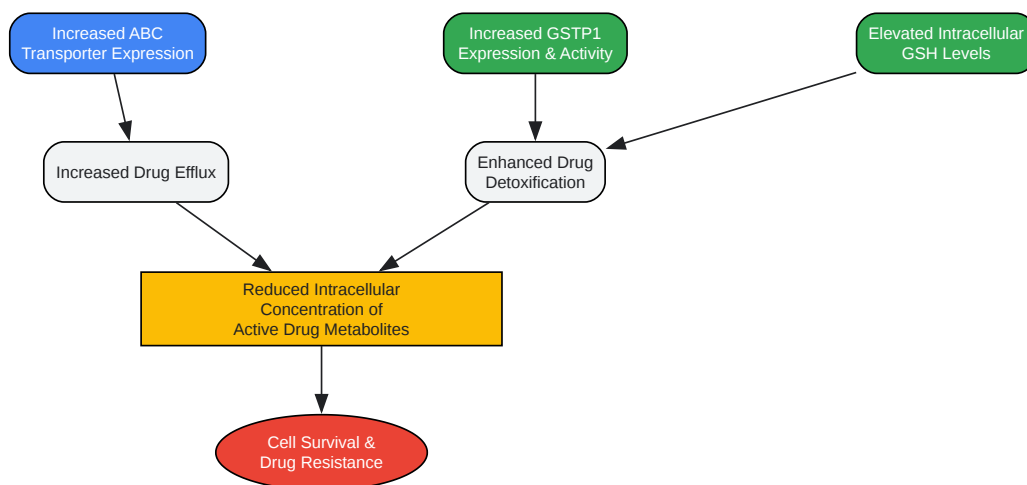 Increased ABC
Transporter Expression
Increased GSTP1
Expression & Activity
Elevated Intracellular
GSH Levels
Increased Drug Efflux
Enhanced Drug
Detoxification
Reduced Intracellular
Concentration of
Active Drug Metabolites
Cell Survival &
Drug Resistance